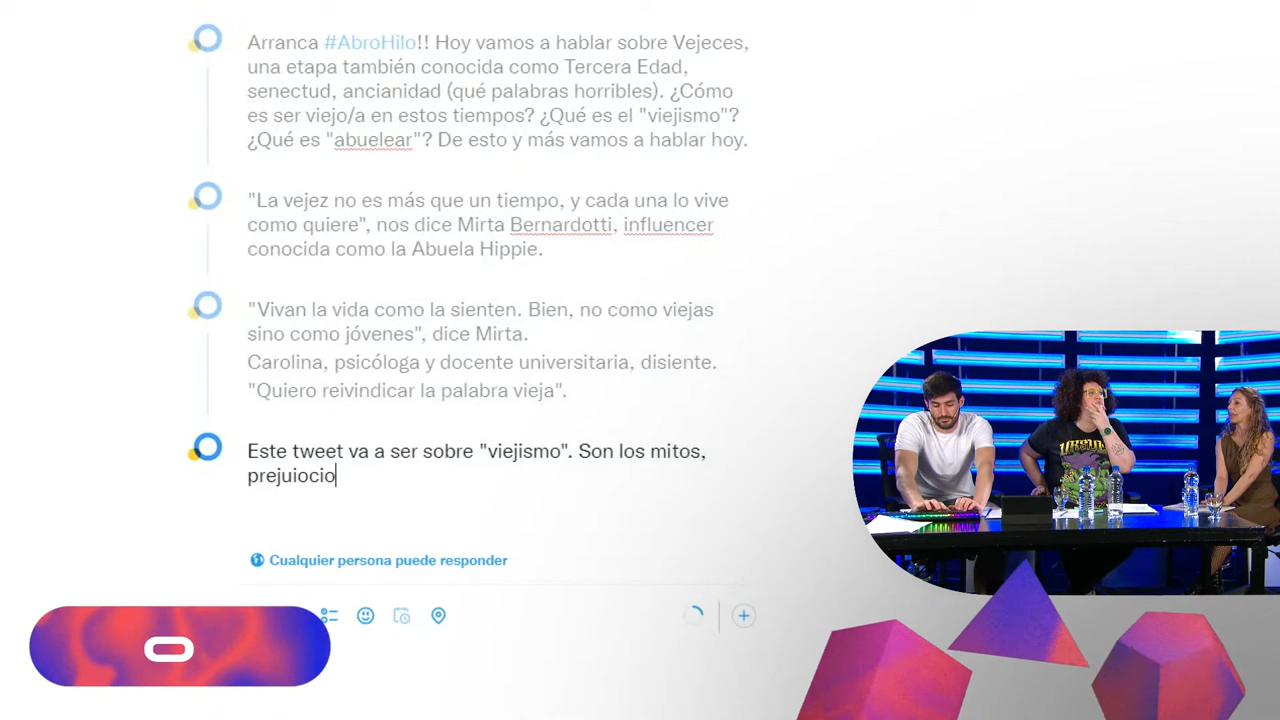 Arranca #AbroHilo!! Hoy vamos a hablar sobre Vejeces,
una etapa también conocida como Tercera Edad,
senectud, ancianidad (qué palabras horribles). ¿Cómo
es ser viejo/a en estos tiempos? ¿Qué es el "viejismo"?
¿Qué es "abuelear"? De esto y más vamos a hablar hoy.
"La vejez no es más que un tiempo, y cada una lo vive
como quiere", nos dice Mirta Bernardotti, influencer
conocida como la Abuela Hippie.
"Vivan la vida como la sienten. Bien, no como viejas
sino como jóvenes", dice Mirta.
Carolina, psicóloga y docente universitaria, disiente.
"Quiero reivindicar la palabra vieja".
Este tweet va a ser sobre "viejismo". Son los mitos,
prejuiocio
Cualquier persona puede responder